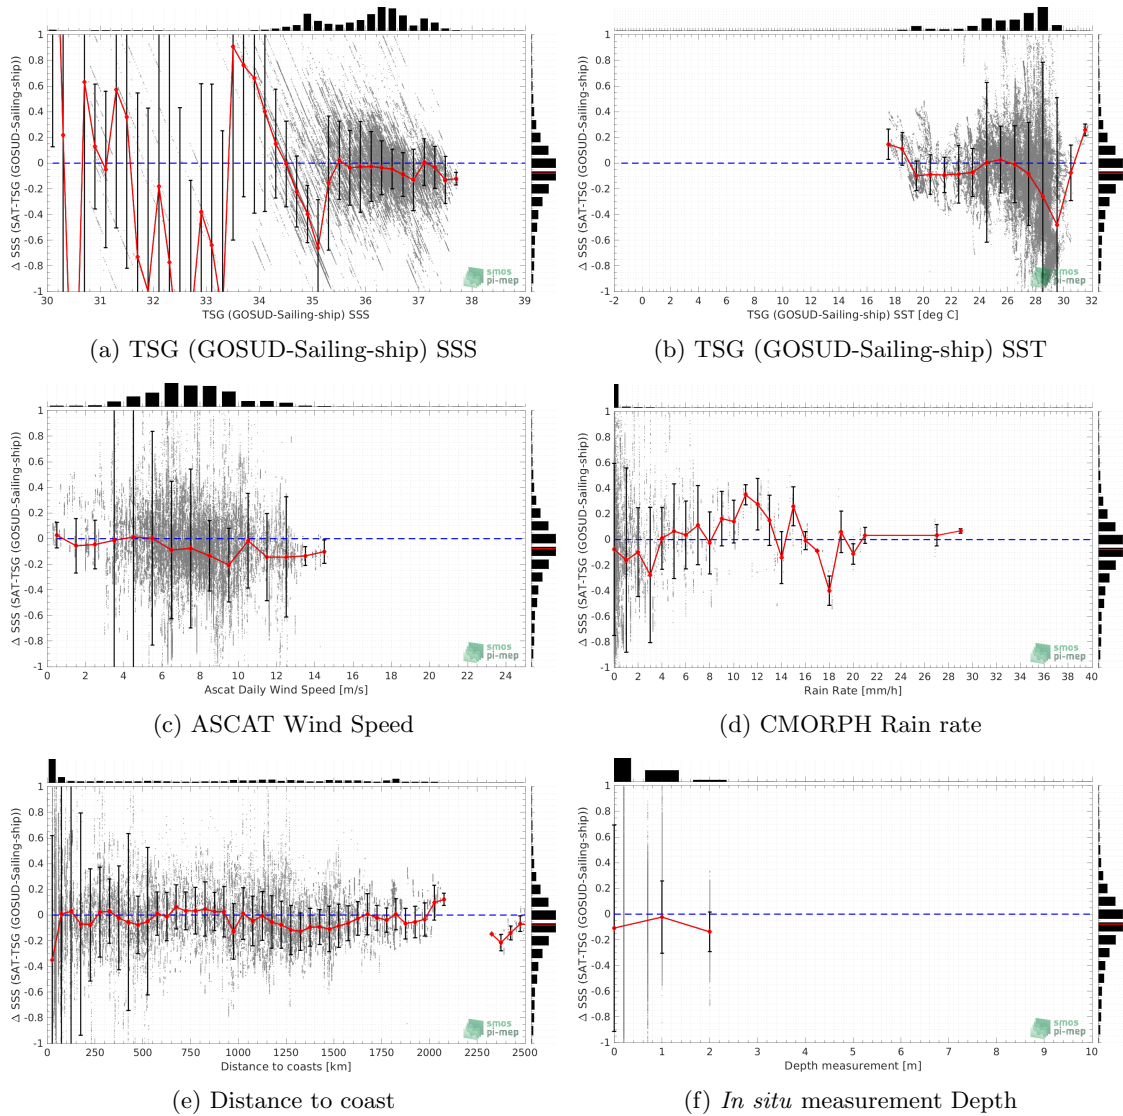 Δ SSS (SAT-TSG (GOSUD-Sailing-ship))
1
0.8
0.6
0.4
0.2
0
-0.2
-0.4
-0.6
-0.8
-1
smos
pi-mep
30 31 32 33 34 35 36 37 38 39
TSG (GOSUD-Sailing-ship) SSS
(a) TSG (GOSUD-Sailing-ship) SSS
Δ SSS (SAT-TSG (GOSUD-Sailing-ship))
1
0.8
0.6
0.4
0.2
0
-0.2
-0.4
-0.6
-0.8
-1
smos
pi-mep
-2 0 2 4 6 8 10 12 14 16 18 20 22 24 26 28 30 32
TSG (GOSUD-Sailing-ship) SST [deg C]
(b) TSG (GOSUD-Sailing-ship) SST
Δ SSS (SAT-TSG (GOSUD-Sailing-ship))
1
0.8
0.6
0.4
0.2
0
-0.2
-0.4
-0.6
-0.8
-1
smos
pi-mep
0 2 4 6 8 10 12 14 16 18 20 22 24
Ascat Daily Wind Speed [m/s]
(c) ASCAT Wind Speed
Δ SSS (SAT-TSG (GOSUD-Sailing-ship))
1
0.8
0.6
0.4
0.2
0
-0.2
-0.4
-0.6
-0.8
-1
smos
pi-mep
0 2 4 6 8 10 12 14 16 18 20 22 24 26 28 30 32 34 36 38 40
Rain Rate [mm/h]
(d) CMORPH Rain rate
Δ SSS (SAT-TSG (GOSUD-Sailing-ship))
1
0.8
0.6
0.4
0.2
0
-0.2
-0.4
-0.6
-0.8
-1
smos
pi-mep
0 250 500 750 1000 1250 1500 1750 2000 2250 2500
Distance to coasts [km]
(e) Distance to coast
Δ SSS (SAT-TSG (GOSUD-Sailing-ship))
1
0.8
0.6
0.4
0.2
0
-0.2
-0.4
-0.6
-0.8
-1
smos
pi-mep
0 1 2 3 4 5 6 7 8 9 10
Depth measurement [m]
(f) In situ measurement Depth